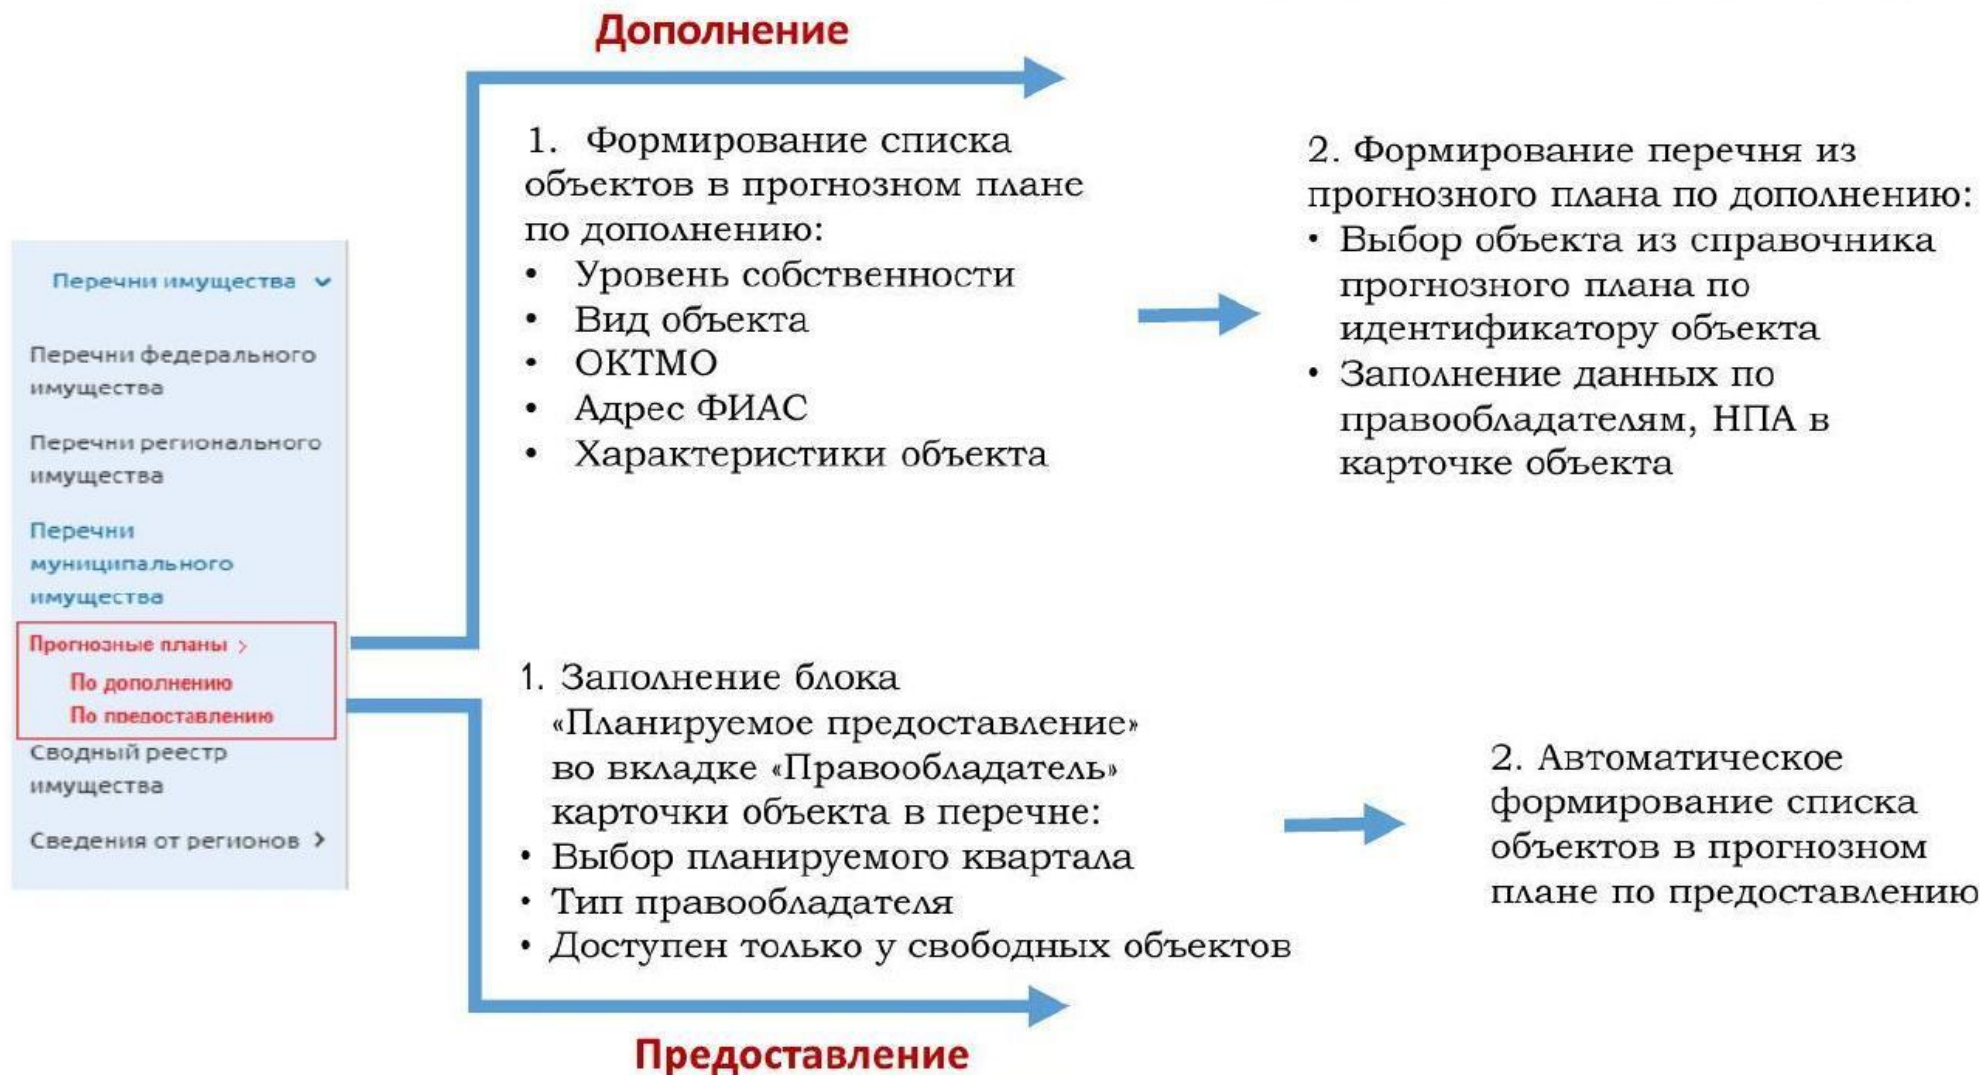 Дополнение
Перечни имущества
Перечни федерального
имущества
Перечни регионального
имущества
Перечни
муниципального
имущества
Прогнозные планы >
По дополнению
По предоставлению
Сводный реестр
имущества
Сведения от регионов >
1. Формирование списка
объектов в прогнозном плане
по дополнению:
• Уровень собственности
• Вид объекта
• ОКТМО
• Адрес ФИАС
• Характеристики объекта
2. Формирование перечня из
прогнозного плана по дополнению:
• Выбор объекта из справочника
прогнозного плана по
идентификатору объекта
• Заполнение данных по
правообладателям, НПА в
карточке объекта
1. Заполнение блока
«Планируемое предоставление»
во вкладке «Правообладатель»
карточки объекта в перечне:
• Выбор планируемого квартала
• Тип правообладателя
• Доступен только у свободных объектов
2. Автоматическое
формирование списка
объектов в прогнозном
плане по предоставлению
Предоставление